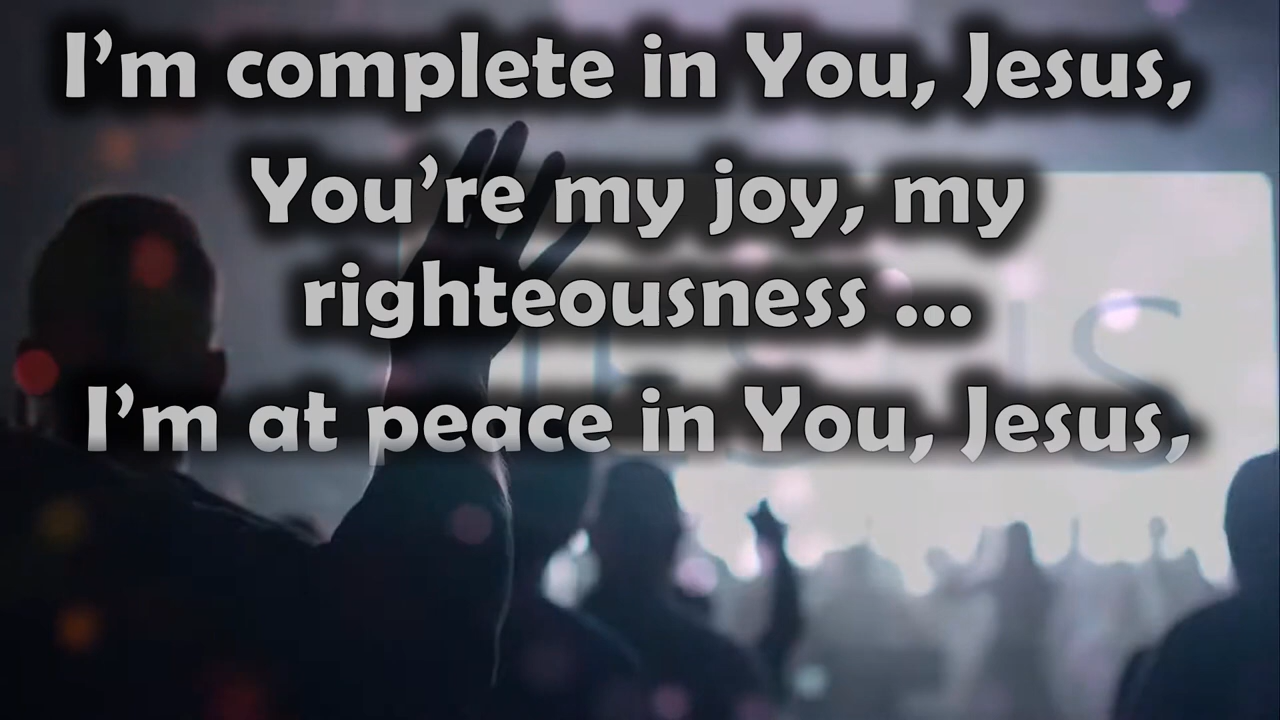 I’m complete in You, Jesus,
You’re my joy, my
righteousness ...
I’m at peace in You, Jesus,